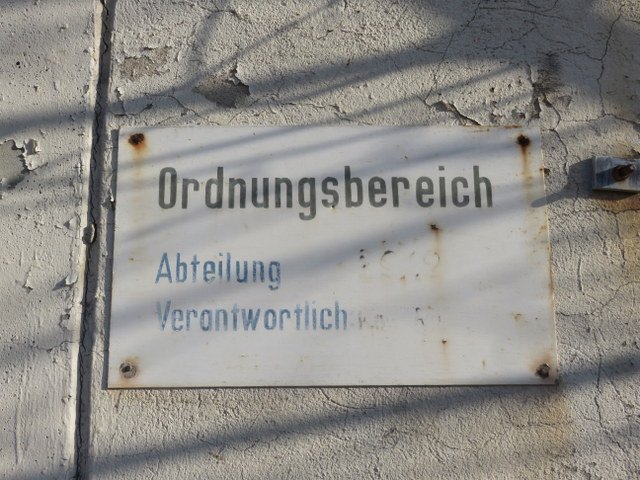 Ordnungsbereich
Abteilung
Verantwortlich